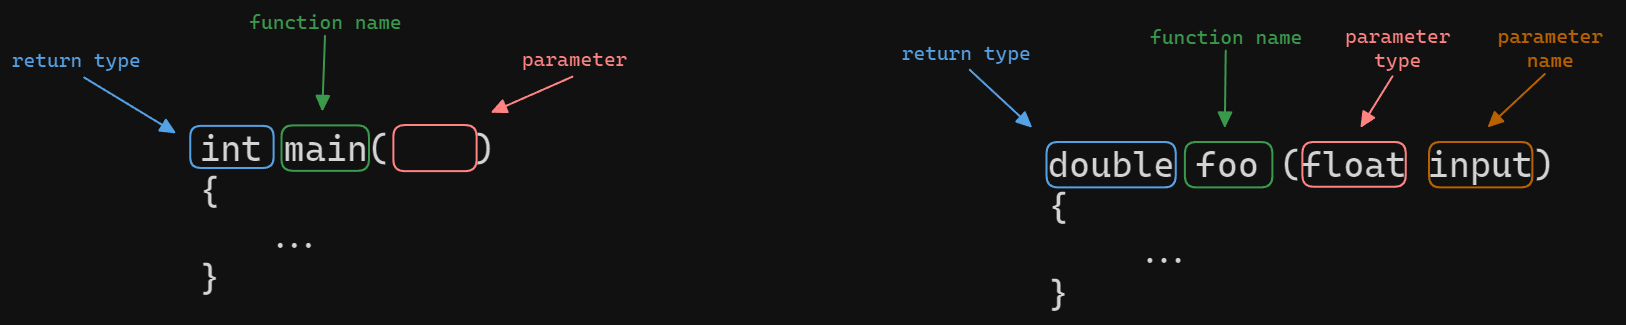 function name
return type
parameter
int main( )
{
...
}
function name
return type
parameter
type
parameter
name
double foo (float input)
{
...
}